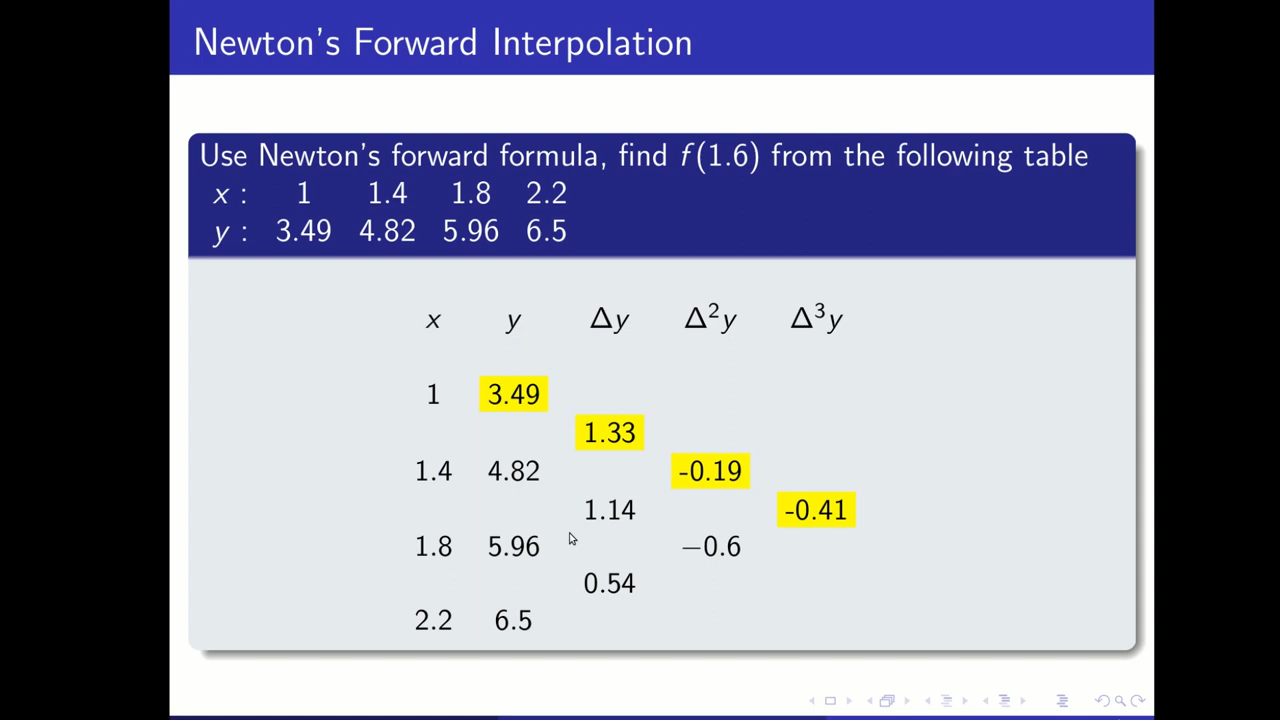 Newton's Forward Interpolation
Use Newton's forward formula, find f(1.6) from the following table
x : 1 1.4 1.8 2.2
y : 3.49 4.82 5.96 6.5
x y Δy Δ²y Δ³y
1 3.49
1.33
1.4 4.82 -0.19
1.14 -0.41
1.8 5.96 −0.6
0.54
2.2 6.5